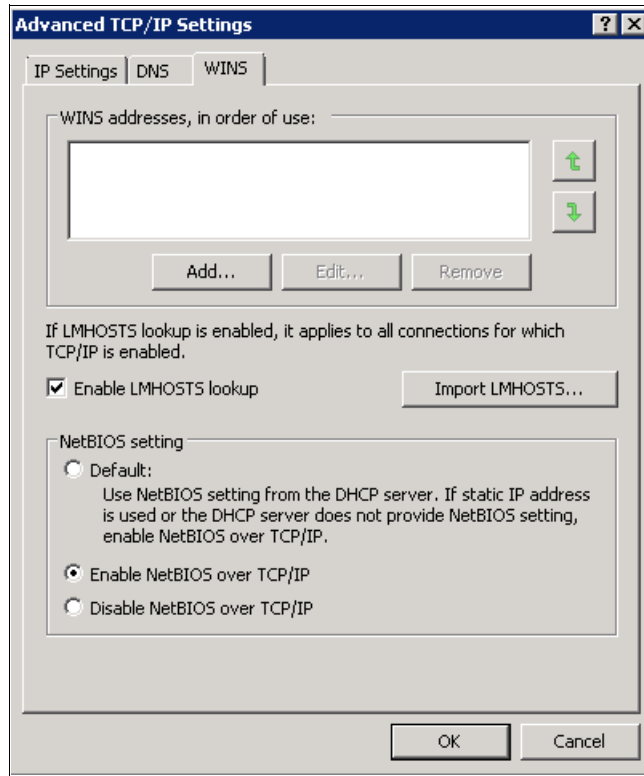 Advanced TCP/IP Settings
IP Settings DNS WINS
WINS addresses, in order of use:
Add... Edit... Remove
If LMHOSTS lookup is enabled, it applies to all connections for which
TCP/IP is enabled.
Enable LMHOSTS lookup Import LMHOSTS...
NetBIOS setting
Default:
Use NetBIOS setting from the DHCP server. If static IP address
is used or the DHCP server does not provide NetBIOS setting,
enable NetBIOS over TCP/IP.
Enable NetBIOS over TCP/IP
Disable NetBIOS over TCP/IP
OK Cancel